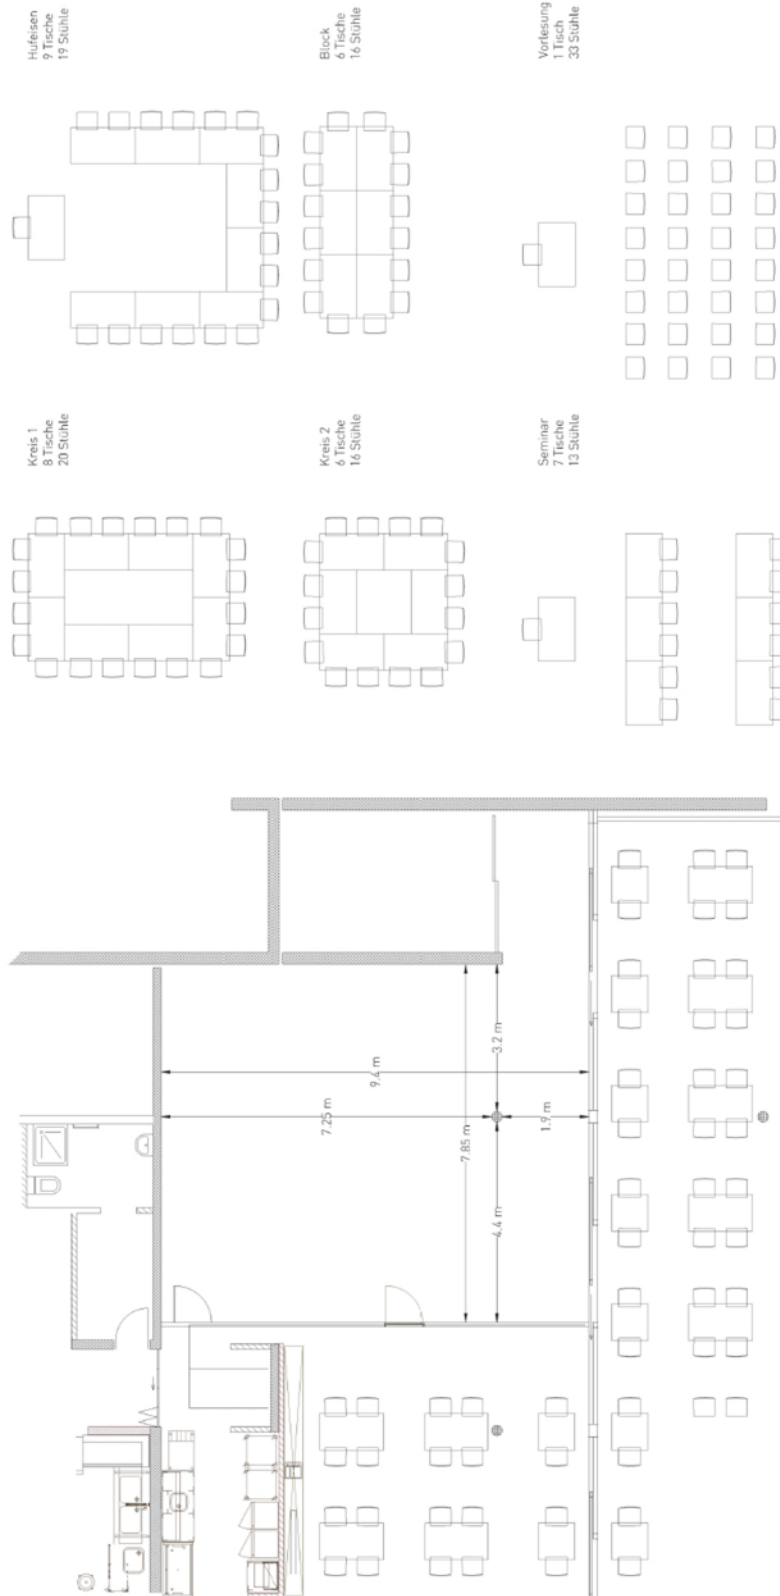 Hufeisen
9 Tische
19 Stühle
Block
6 Tische
16 Stühle
Vorlesung
1 Tisch
33 Stühle
Kreis 1
8 Tische
20 Stühle
Kreis 2
6 Tische
16 Stühle
Seminar
7 Tische
13 Stühle
9.4 m
7.25 m
7.85 m
3.2 m
1.9 m
4.4 m